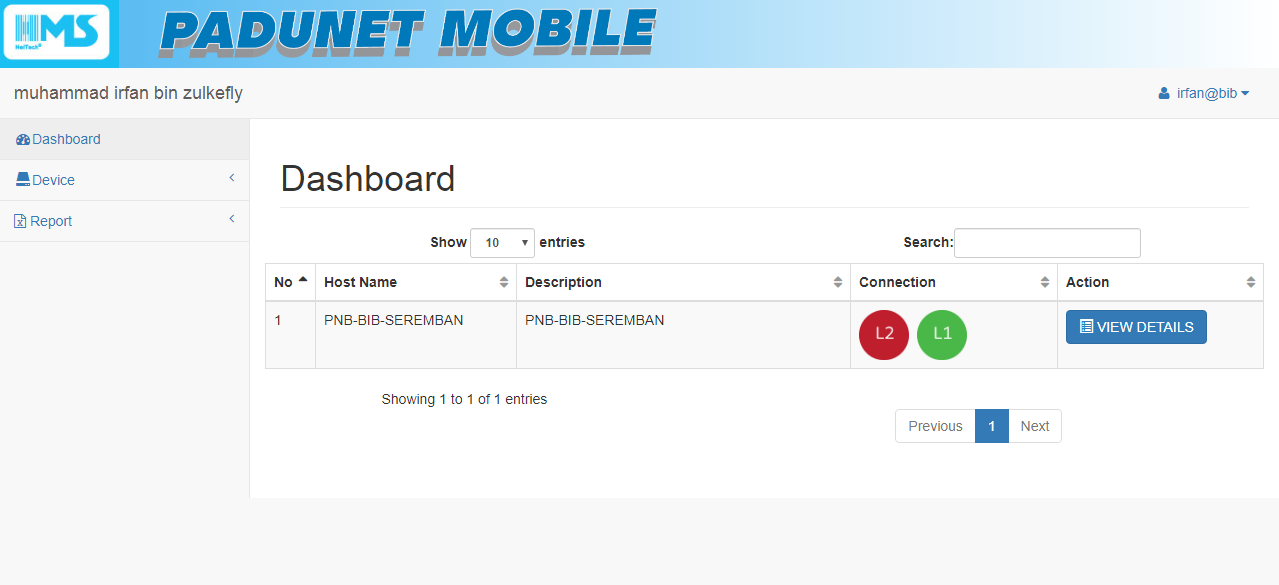 HMS
HeiTech
PADUNET MOBILE
muhammad irfan bin zulkefly
irfan@bib
Dashboard
Device
Report
Dashboard
Show 10 entries
Search:
No Host Name Description Connection Action
1 PNB-BIB-SEREMBAN PNB-BIB-SEREMBAN L2 L1 VIEW DETAILS
Showing 1 to 1 of 1 entries
Previous 1 Next